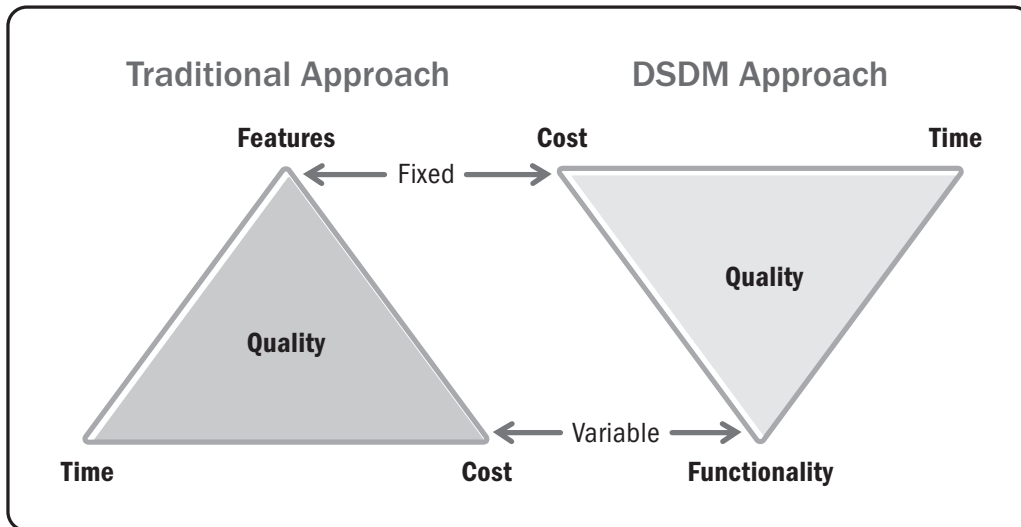 Traditional Approach
DSDM Approach
Features
Cost
Time
Fixed
Quality
Quality
Variable
Time
Cost
Functionality